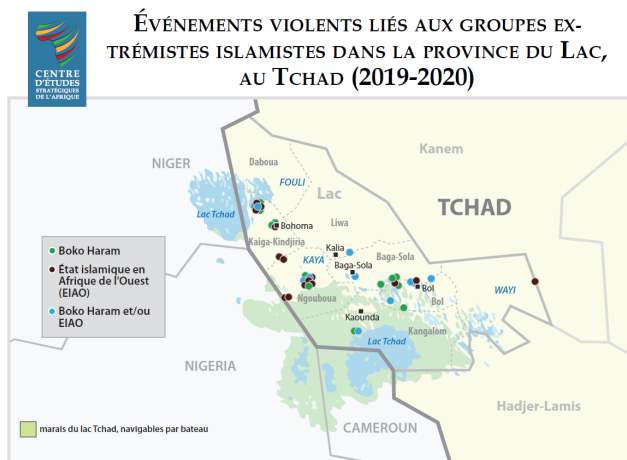 ÉVÉNEMENTS VIOLENTS LIÉS AUX GROUPES EX-
TRÉMISTES ISLAMISTES DANS LA PROVINCE DU LAC,
AU TCHAD (2019-2020)
CENTRE
D'ÉTUDES
STRATÉGIQUES
DE L'AFRIQUE
Kanem
NIGER
Daboua
FOULI
Lac
TCHAD
Lac Tchad
Bohoma
Liwa
Kaiga-Kindjiria
Kalia
KAYA
Baga-Sola
Baga-Sola
Boko Haram
État islamique en
Afrique de l'Ouest
(EIAO)
Boko Haram et/ou
EIAO
Bol
WAYI
Ngouboua
Bol
Kaounda
Kangalom
Lac Tchad
NIGERIA
Hadjer-Lamis
CAMEROUN
marais du lac Tchad, navigables par bateau